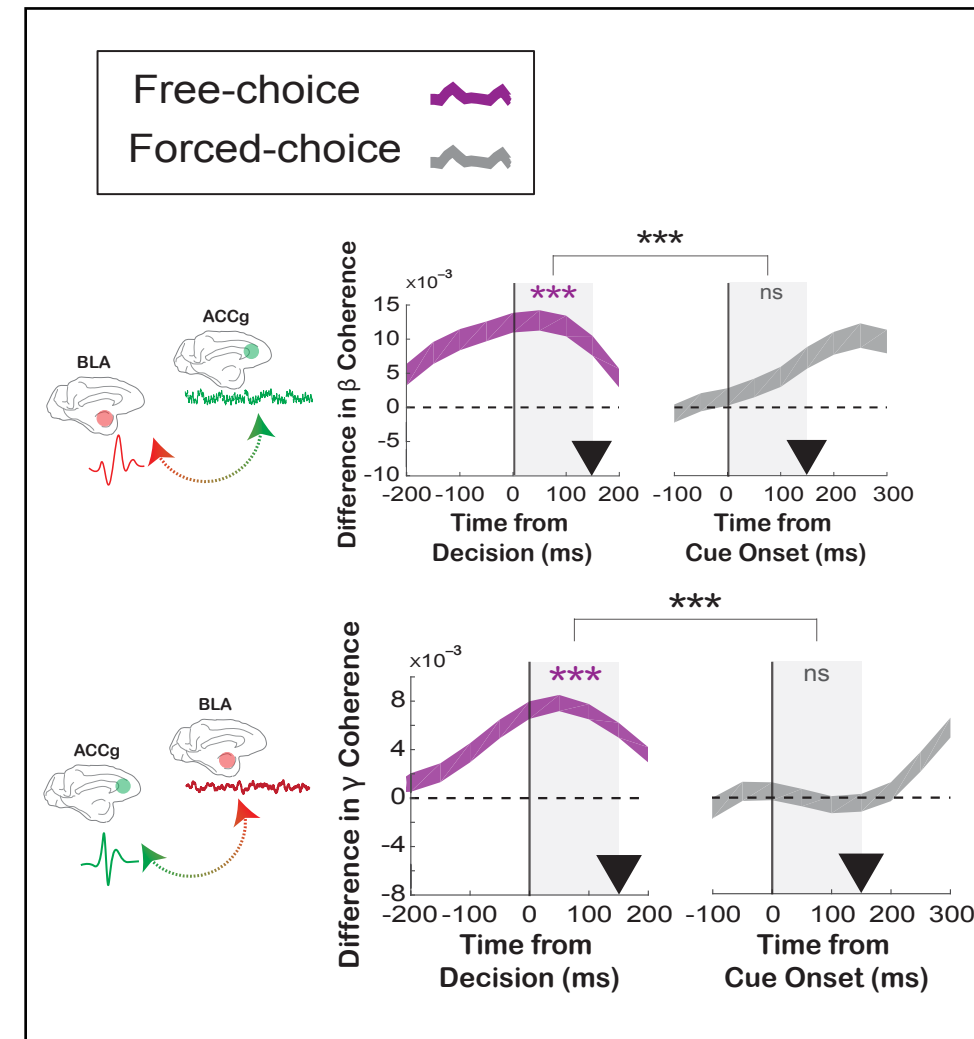 Free-choice
Forced-choice
***
Difference in β Coherence
×10⁻³
15
10
5
0
-5
-10
***
ns
ACCg
BLA
-200 -100 0 100 200
-100 0 100 200 300
Time from
Decision (ms)
Time from
Cue Onset (ms)
***
Difference in γ Coherence
×10⁻³
8
4
0
-4
-8
***
ns
BLA
ACCg
-200 -100 0 100 200
-100 0 100 200 300
Time from
Decision (ms)
Time from
Cue Onset (ms)